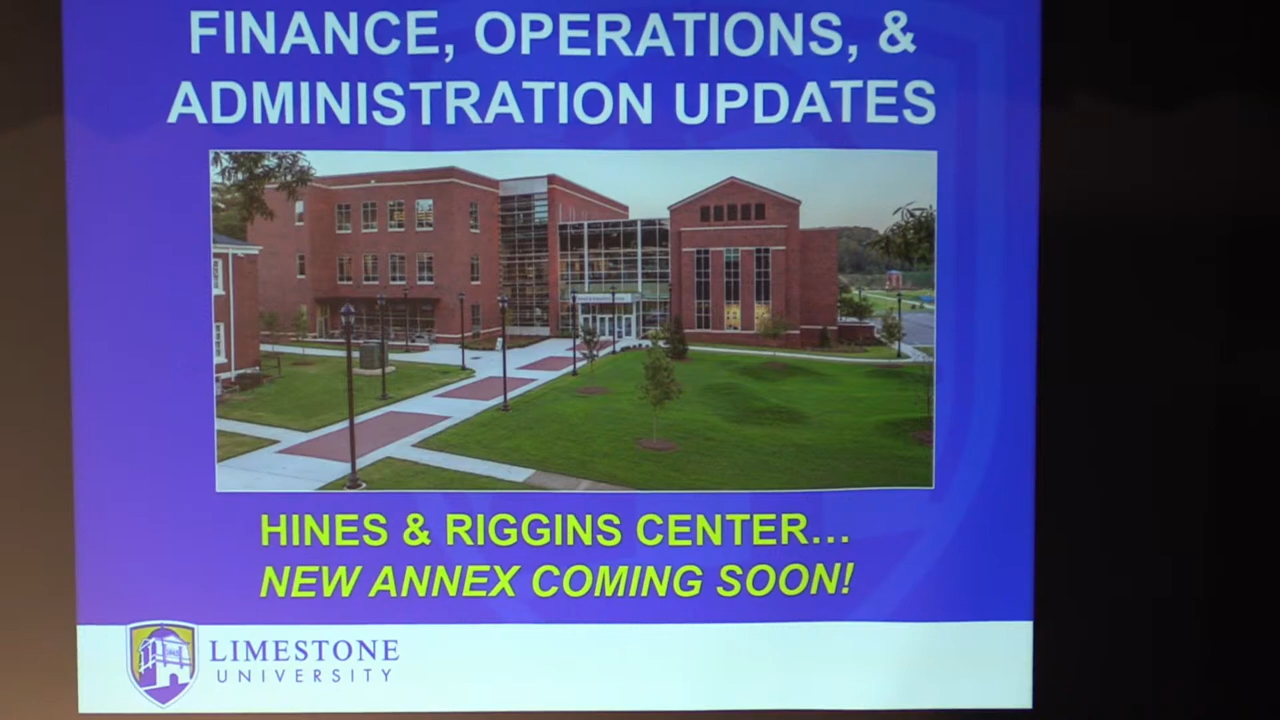 FINANCE, OPERATIONS, &
ADMINISTRATION UPDATES
HINES & RIGGINS CENTER...
NEW ANNEX COMING SOON!
LIMESTONE
UNIVERSITY